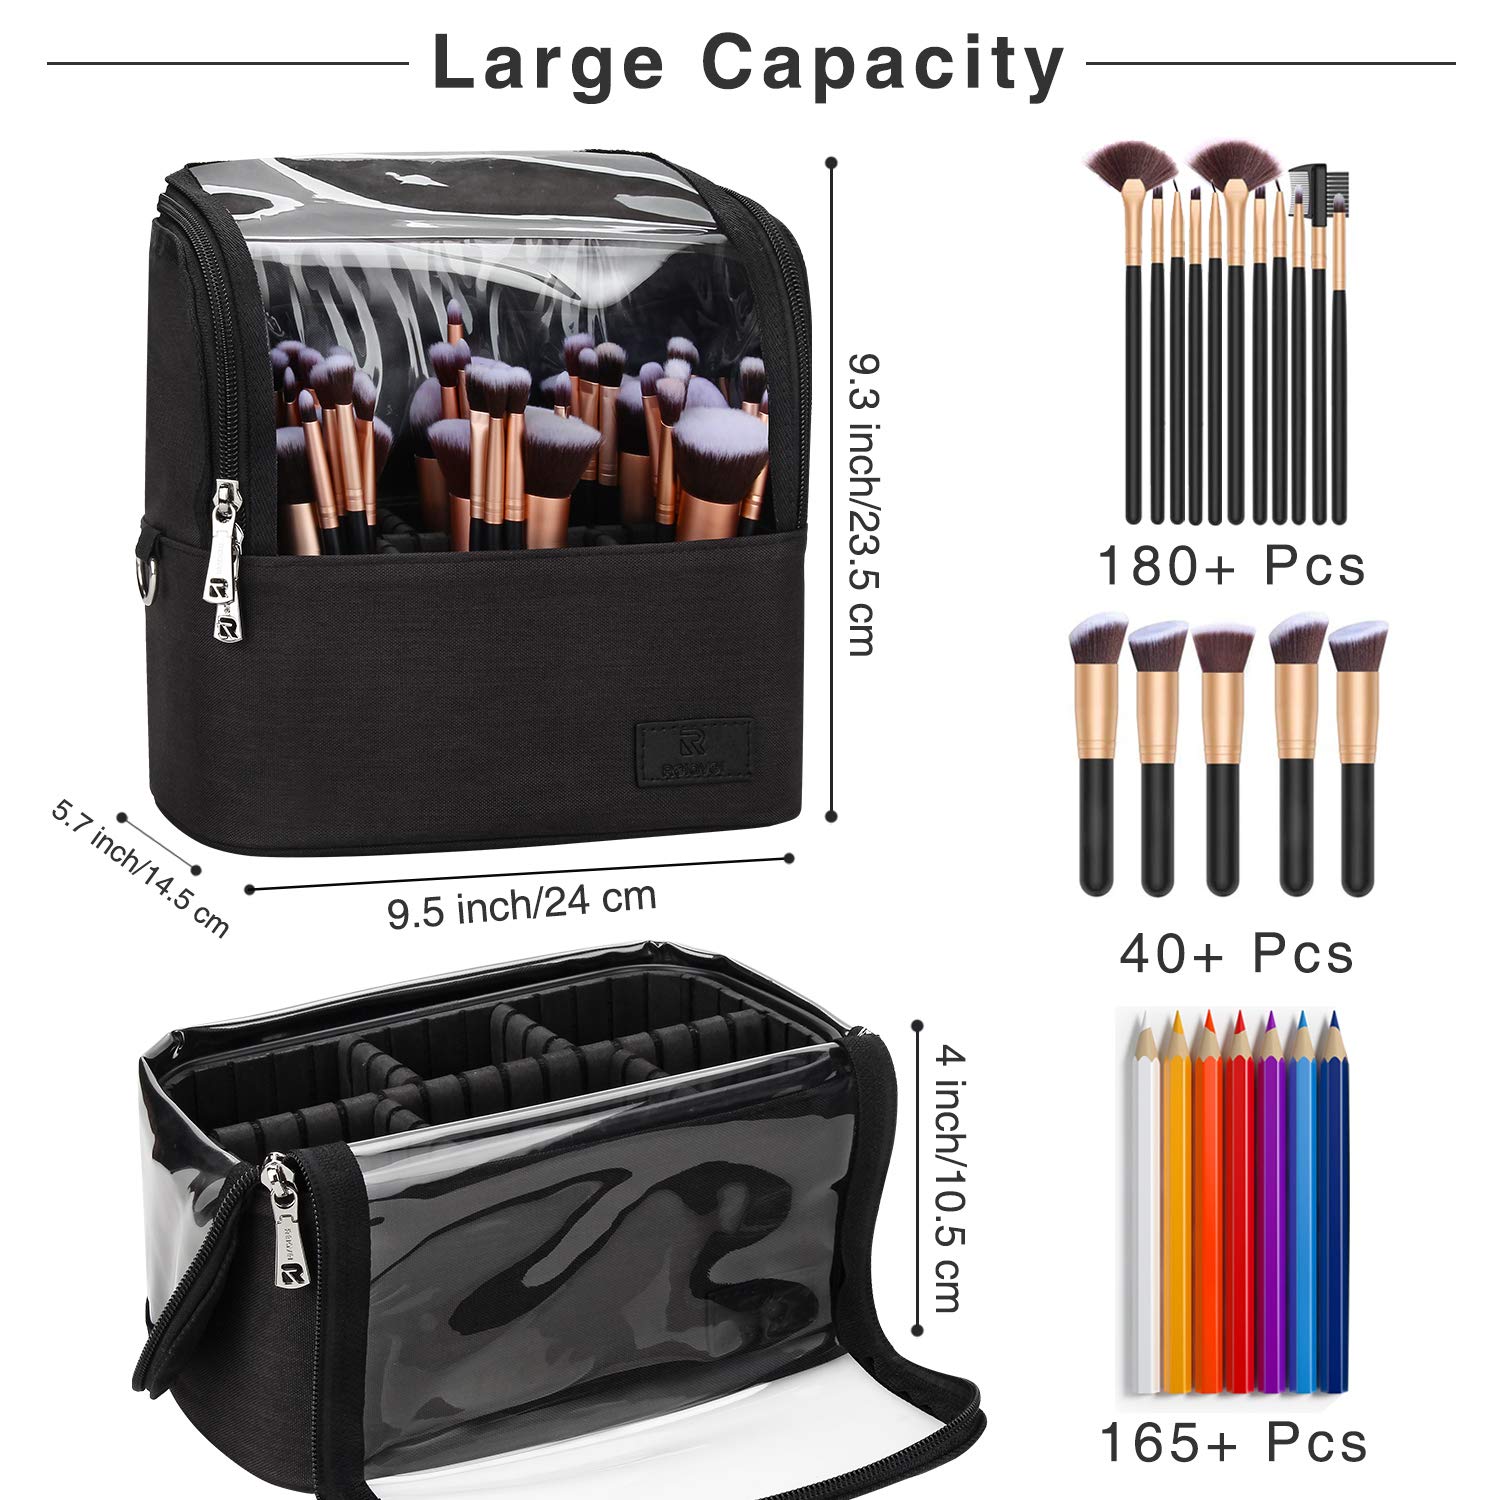 Large Capacity
9.3 inch/23.5 cm
180+ Pcs
R
Relavel
5.7 inch/14.5 cm
9.5 inch/24 cm
40+ Pcs
4 inch/10.5 cm
165+ Pcs